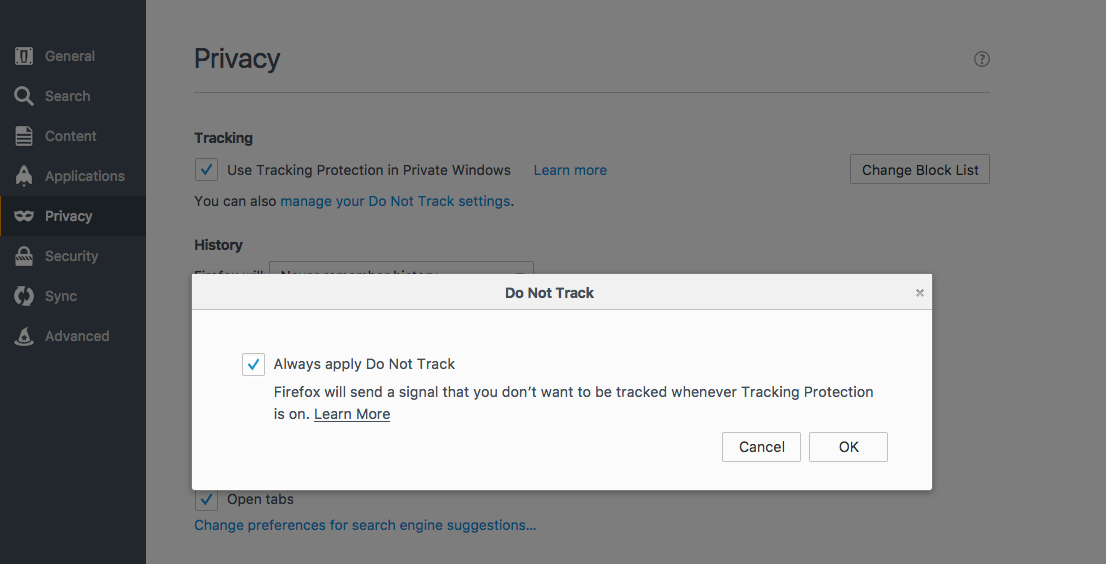 General
Search
Content
Applications
Privacy
Security
Sync
Advanced
Privacy
?
Tracking
Use Tracking Protection in Private Windows Learn more Change Block List
You can also manage your Do Not Track settings.
History
Firefox will Never remember history
Do Not Track
Always apply Do Not Track
Firefox will send a signal that you don't want to be tracked whenever Tracking Protection
is on. Learn More
Cancel OK
Open tabs
Change preferences for search engine suggestions...